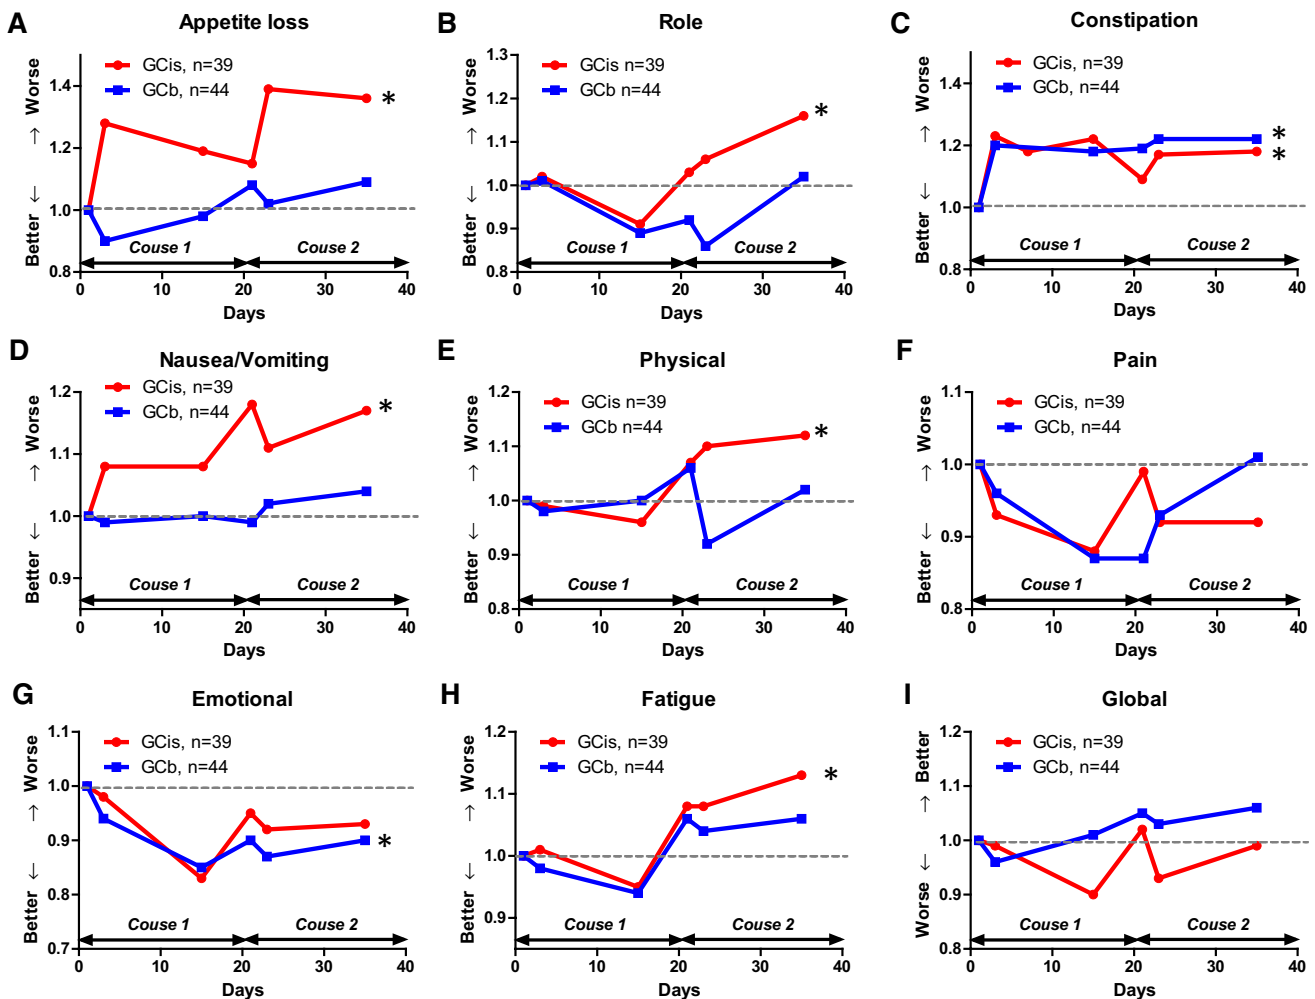 A Appetite loss
GCis, n=39
GCb, n=44
Better ← → Worse
1.4
1.2
1.0
0.8
Couse 1 Couse 2
*
0 10 20 30 40
Days
B Role
GCis n=39
GCb n=44
Better ← → Worse
1.3
1.2
1.1
1.0
0.9
0.8
Couse 1 Couse 2
*
0 10 20 30 40
Days
C Constipation
GCis, n=39
GCb, n=44
Better ← → Worse
1.4
1.2
1.0
0.8
Couse 1 Couse 2
*
*
0 10 20 30 40
Days
D Nausea/Vomiting
GCis, n=39
GCb, n=44
Better ← → Worse
1.2
1.1
1.0
0.9
Couse 1 Couse 2
*
0 10 20 30 40
Days
E Physical
GCis n=39
GCb n=44
Better ← → Worse
1.2
1.1
1.0
0.9
0.8
Couse 1 Couse 2
*
0 10 20 30 40
Days
F Pain
GCis, n=39
GCb, n=44
Better ← → Worse
1.1
1.0
0.9
0.8
Couse 1 Couse 2
0 10 20 30 40
Days
G Emotional
GCis, n=39
GCb, n=44
Better ← → Worse
1.1
1.0
0.9
0.8
0.7
Couse 1 Couse 2
*
0 10 20 30 40
Days
H Fatigue
GCis, n=39
GCb, n=44
Better ← → Worse
1.2
1.1
1.0
0.9
Couse 1 Couse 2
*
0 10 20 30 40
Days
I Global
GCis, n=39
GCb, n=44
Worse ← → Better
1.2
1.1
1.0
0.9
0.8
Couse 1 Couse 2
0 10 20 30 40
Days